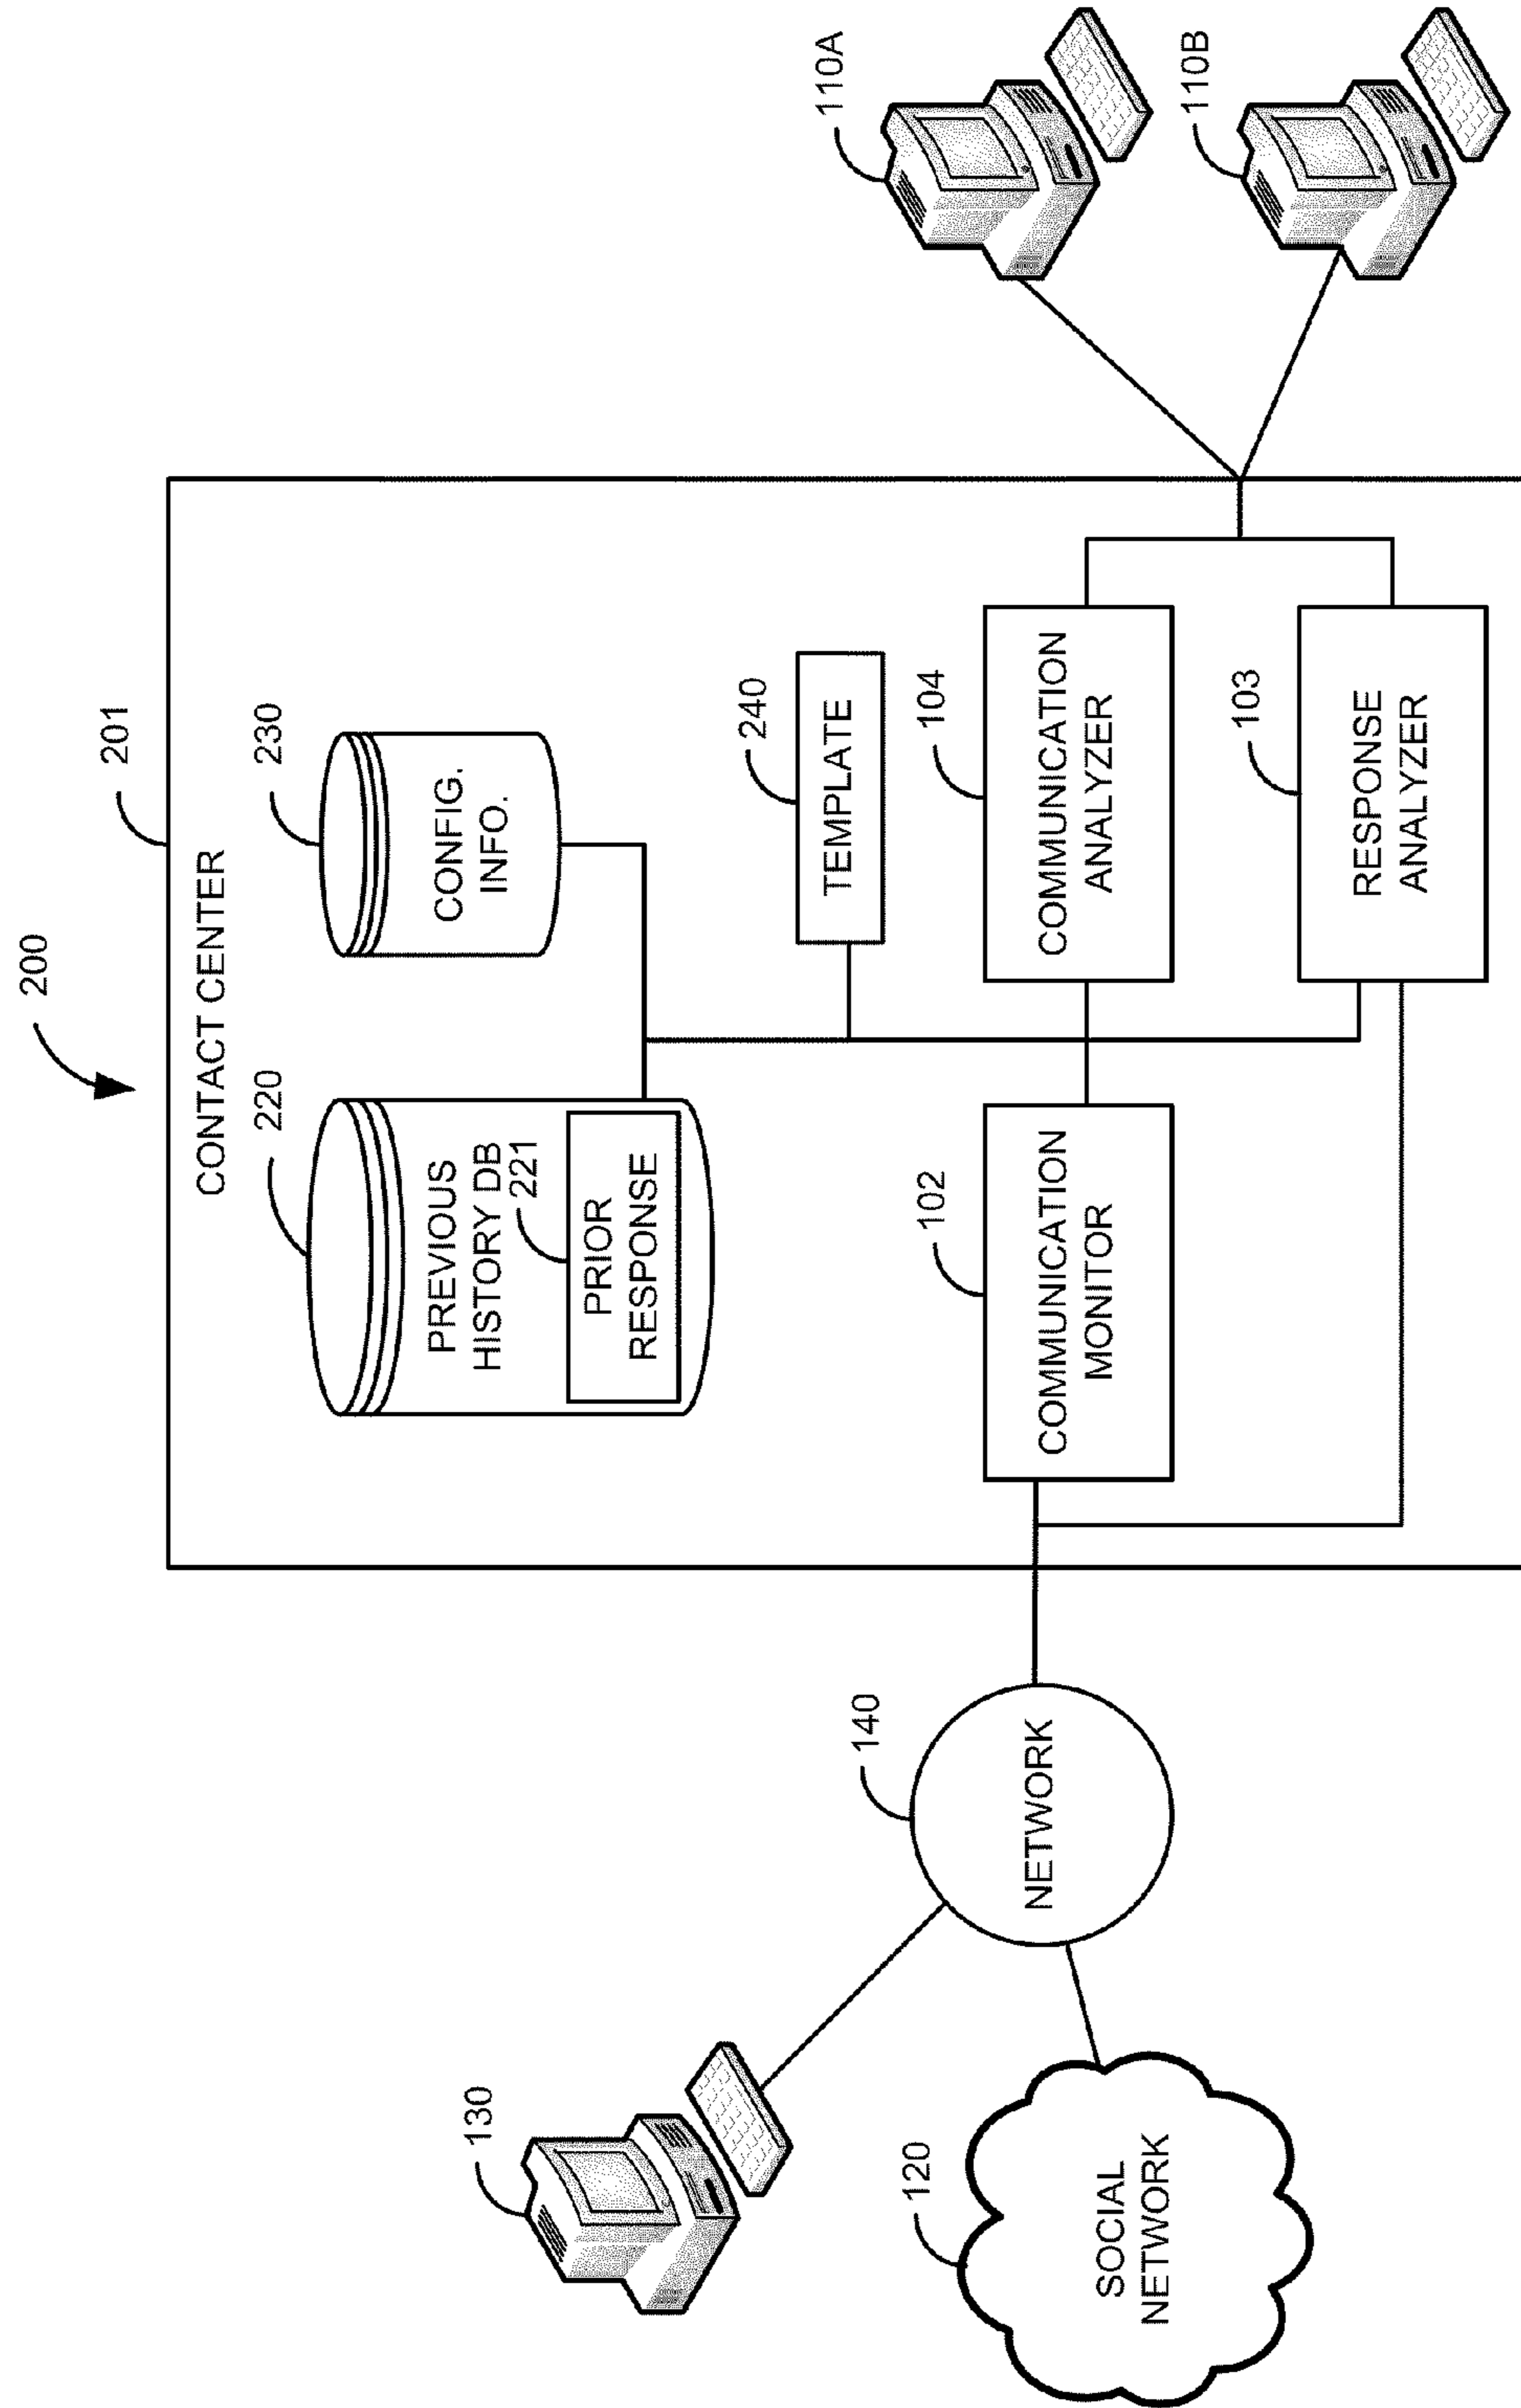 200
201
CONTACT CENTER
220
230
PREVIOUS
HISTORY DB
221
PRIOR
RESPONSE
CONFIG.
INFO.
240
TEMPLATE
130
140
NETWORK
120
SOCIAL
NETWORK
102
COMMUNICATION
MONITOR
104
COMMUNICATION
ANALYZER
103
RESPONSE
ANALYZER
110A
110B